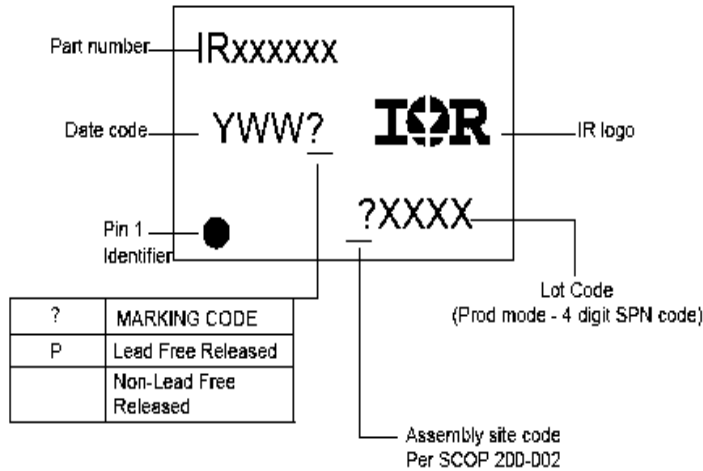 Part number
IRxxxxxx
Date code
YWW?
IOR
IR logo
Pin 1
Identifier
?XXXX
Lot Code
(Prod mode - 4 digit SPN code)
? MARKING CODE
P Lead Free Released
Non-Lead Free
Released
Assembly site code
Per SCOP 200-002